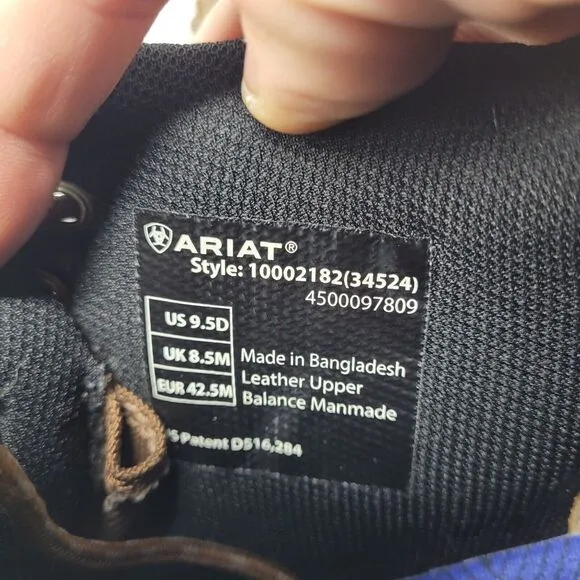 ARIAT®
Style: 10002182(34524)
4500097809
US 9.5D
UK 8.5M
EUR 42.5M
Made in Bangladesh
Leather Upper
Balance Manmade
Patent D516,284